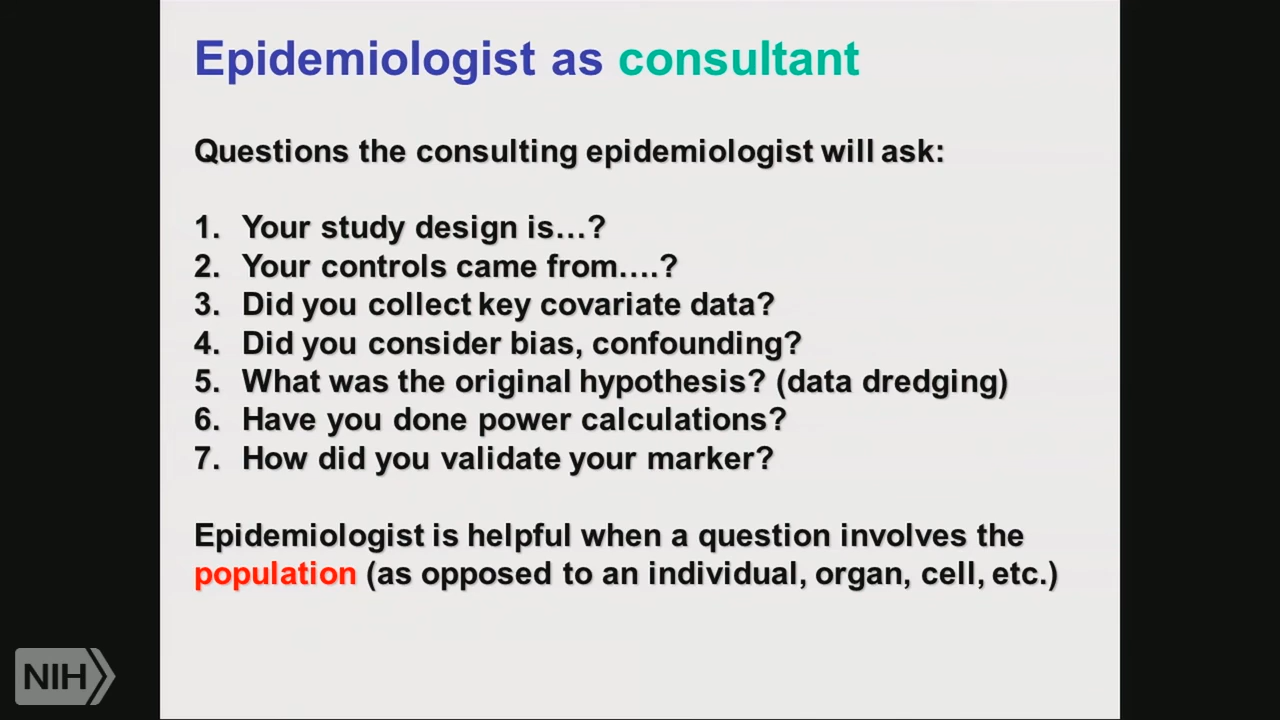 Epidemiologist as consultant
Questions the consulting epidemiologist will ask:
1. Your study design is…?
2. Your controls came from….?
3. Did you collect key covariate data?
4. Did you consider bias, confounding?
5. What was the original hypothesis? (data dredging)
6. Have you done power calculations?
7. How did you validate your marker?
Epidemiologist is helpful when a question involves the
population (as opposed to an individual, organ, cell, etc.)
NIH